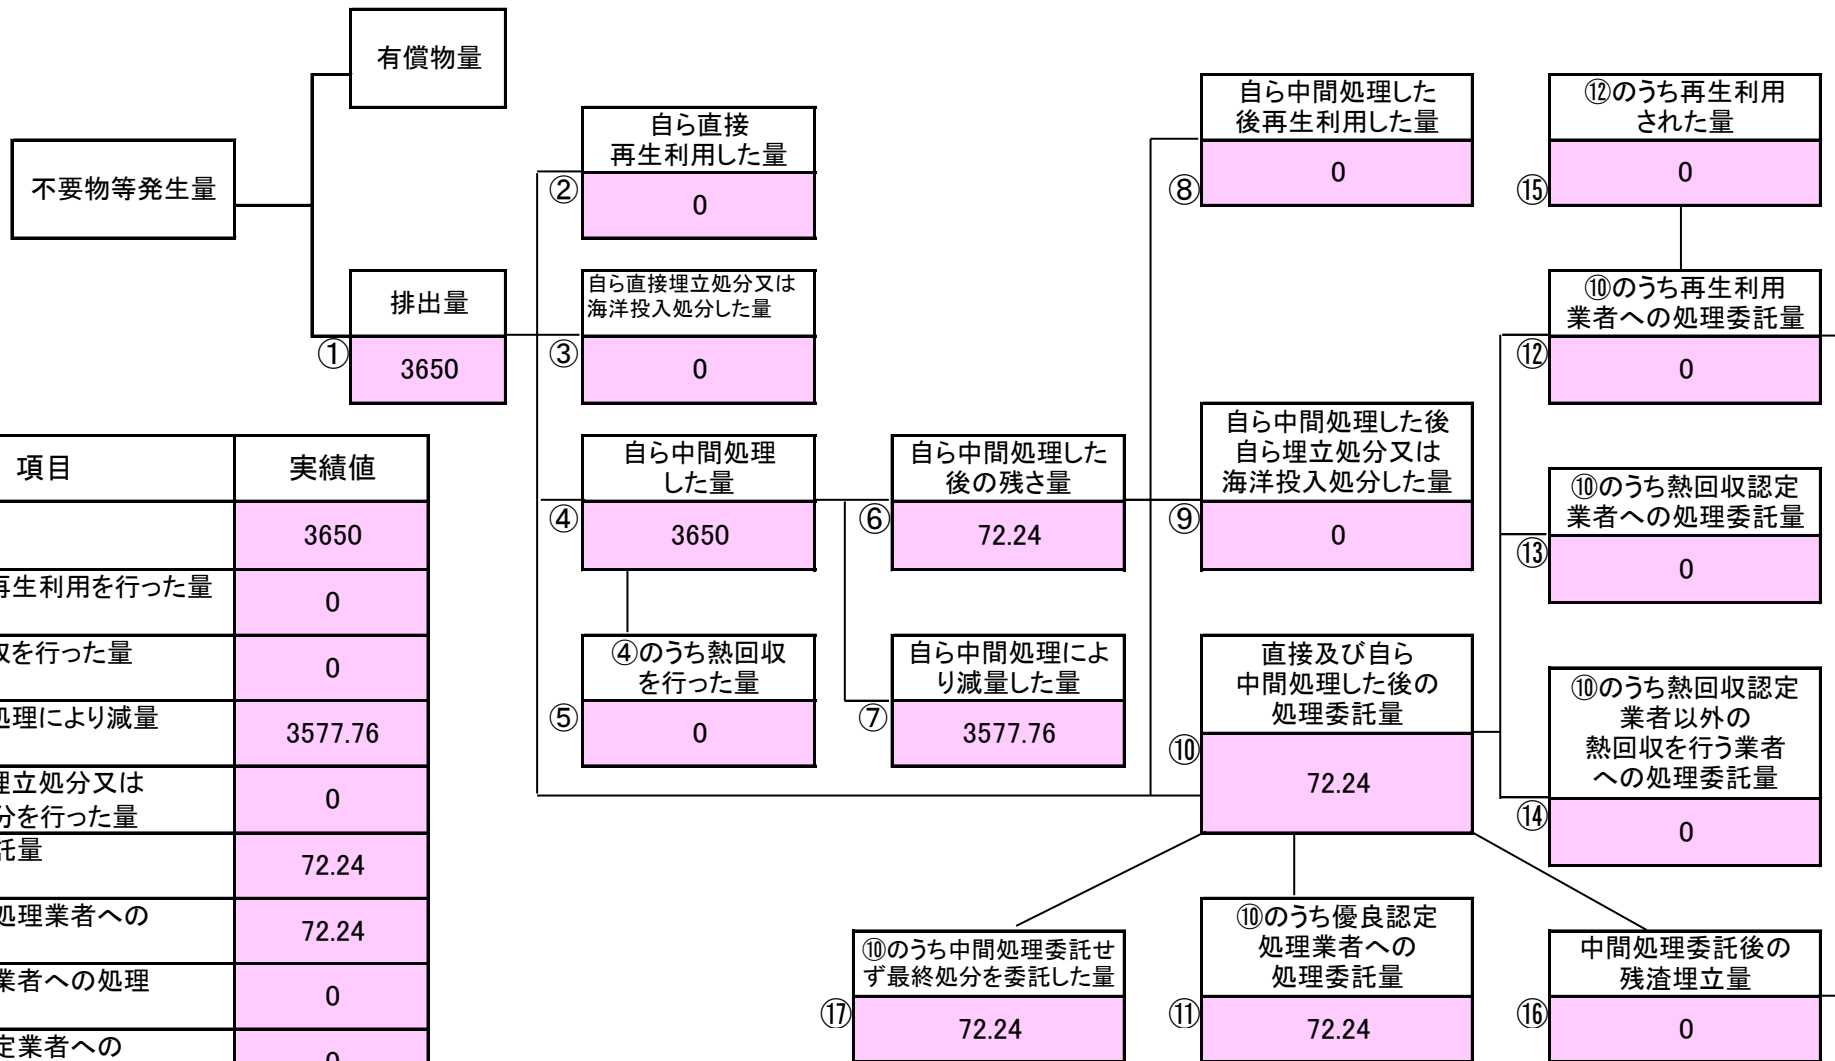 有償物量
不要物等発生量
排出量
①
3650
自ら直接
再生利用した量
②
0
自ら直接埋立処分又は
海洋投入処分した量
③
0
自ら中間処理
した量
④
3650
④のうち熱回収
を行った量
⑤
0
自ら中間処理した
後の残さ量
⑥
72.24
自ら中間処理によ
り減量した量
⑦
3577.76
自ら中間処理した
後再生利用した量
⑧
0
自ら中間処理した後
自ら埋立処分又は
海洋投入処分した量
⑨
0
直接及び自ら
中間処理した後の
処理委託量
⑩
72.24
⑫のうち再生利用
された量
⑮
0
⑩のうち再生利用
業者への処理委託量
⑫
0
⑩のうち熱回収認定
業者への処理委託量
⑬
0
⑩のうち熱回収認定
業者以外の
熱回収を行う業者
への処理委託量
⑭
0
⑩のうち中間処理委託せ
ず最終処分を委託した量
⑰
72.24
⑩のうち優良認定
処理業者への
処理委託量
⑪
72.24
中間処理委託後の
残渣埋立量
⑯
0
項目 実績値
3650
再生利用を行った量 0
収を行った量 0
処理により減量 3577.76
埋立処分又は
分を行った量 0
託量 72.24
処理業者への 72.24
業者への処理 0
定業者への 0